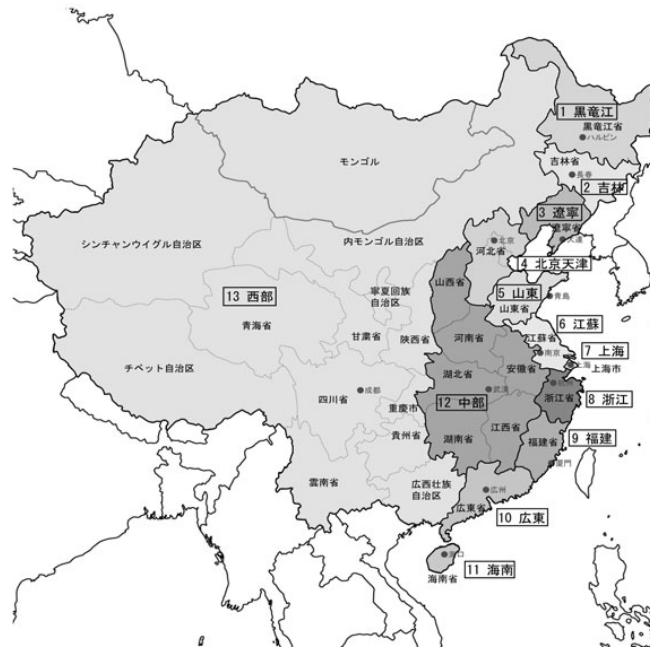 1 黒竜江
黒竜江省
ハルビン
吉林省
長春
2 吉林
モンゴル
3 遼寧
遼寧省
大連
シンチャンウイグル自治区
内モンゴル自治区
北京
河北省
4 北京天津
山西省
寧夏回族
自治区
13 西部
5 山東
青島
山東省
青海省
6 江蘇
甘粛省
陝西省
河南省
江蘇省
南京
7 上海
チベット自治区
安徽省
上海
上海市
湖北省
四川省
成都
武漢
杭州
浙江省
8 浙江
重慶市
12 中部
江西省
貴州省
湖南省
福建省
9 福建
厦門
雲南省
広西壮族
自治区
広州
広東省
10 広東
海口
11 海南
海南省